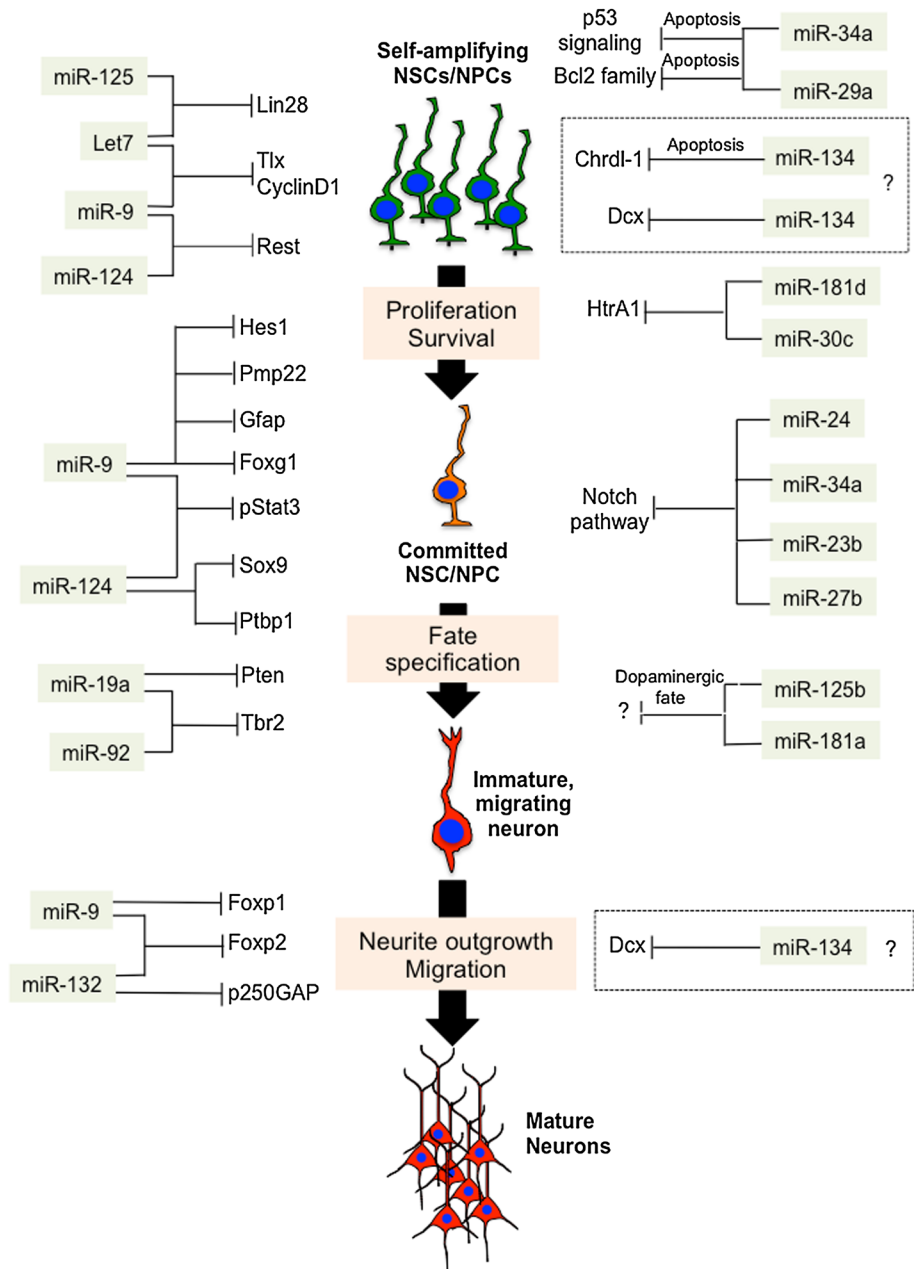 p53
signaling
Apoptosis
miR-34a
Bcl2 family
Apoptosis
miR-29a
Self-amplifying
NSCs/NPCs
miR-125
Lin28
Let7
Tlx
CyclinD1
miR-9
Rest
miR-124
Chrdl-1
Apoptosis
miR-134
?
Dcx
miR-134
Proliferation
Survival
HtrA1
miR-181d
miR-30c
Hes1
Pmp22
Gfap
miR-9
Foxg1
pStat3
miR-124
Sox9
Ptbp1
Committed
NSC/NPC
Notch
pathway
miR-24
miR-34a
miR-23b
miR-27b
Fate
specification
miR-19a
Pten
Tbr2
miR-92
Dopaminergic
fate
?
miR-125b
miR-181a
Immature,
migrating
neuron
miR-9
Foxp1
Foxp2
miR-132
p250GAP
Neurite outgrowth
Migration
Dcx
miR-134
?
Mature
Neurons